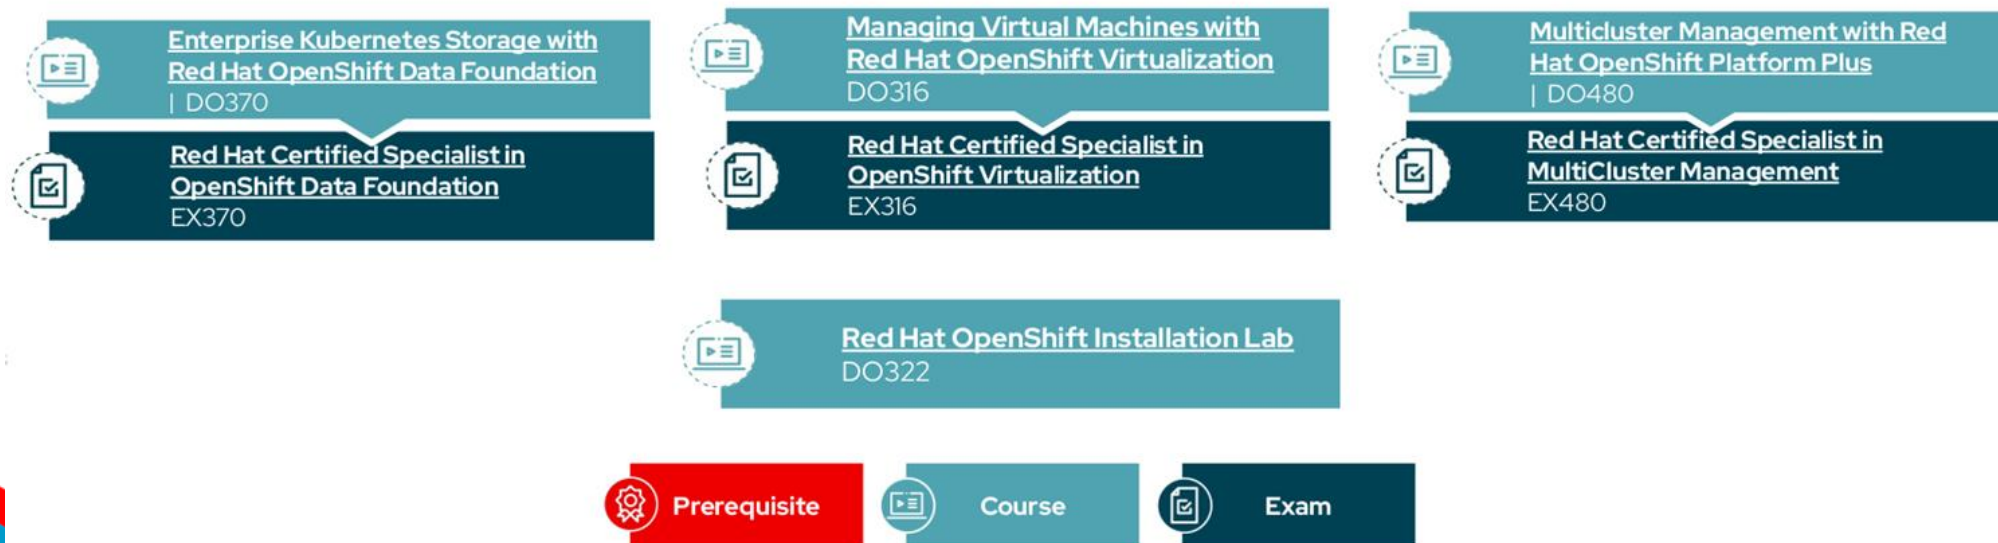 Enterprise Kubernetes Storage with
Red Hat OpenShift Data Foundation
| DO370
Red Hat Certified Specialist in
OpenShift Data Foundation
EX370
Managing Virtual Machines with
Red Hat OpenShift Virtualization
DO316
Red Hat Certified Specialist in
OpenShift Virtualization
EX316
Multicluster Management with Red
Hat OpenShift Platform Plus
| DO480
Red Hat Certified Specialist in
MultiCluster Management
EX480
Red Hat OpenShift Installation Lab
DO322
Prerequisite
Course
Exam